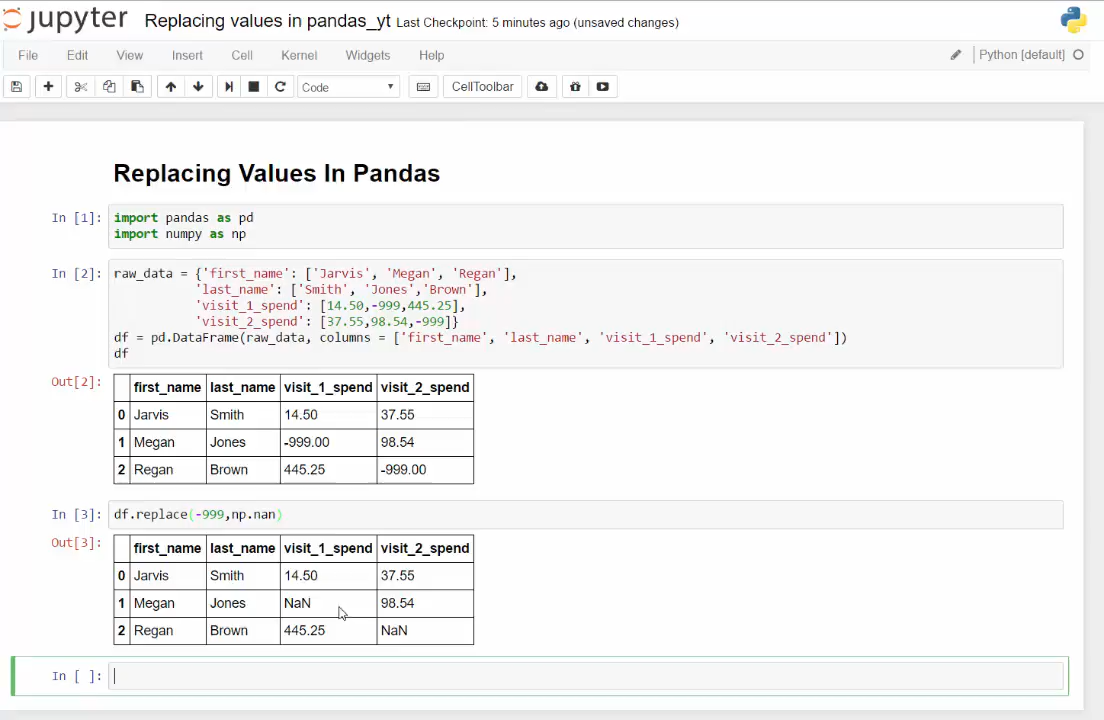 jupyter Replacing values in pandas_yt Last Checkpoint: 5 minutes ago (unsaved changes)
File Edit View Insert Cell Kernel Widgets Help Python [default]
Code CellToolbar
Replacing Values In Pandas
In [1]: import pandas as pd
import numpy as np
In [2]: raw_data = {'first_name': ['Jarvis', 'Megan', 'Regan'],
'last_name': ['Smith', 'Jones','Brown'],
'visit_1_spend': [14.50,-999,445.25],
'visit_2_spend': [37.55,98.54,-999]}
df = pd.DataFrame(raw_data, columns = ['first_name', 'last_name', 'visit_1_spend', 'visit_2_spend'])
df
Out[2]:
first_name last_name visit_1_spend visit_2_spend
0 Jarvis Smith 14.50 37.55
1 Megan Jones -999.00 98.54
2 Regan Brown 445.25 -999.00
In [3]: df.replace(-999,np.nan)
Out[3]:
first_name last_name visit_1_spend visit_2_spend
0 Jarvis Smith 14.50 37.55
1 Megan Jones NaN 98.54
2 Regan Brown 445.25 NaN
In [ ]: